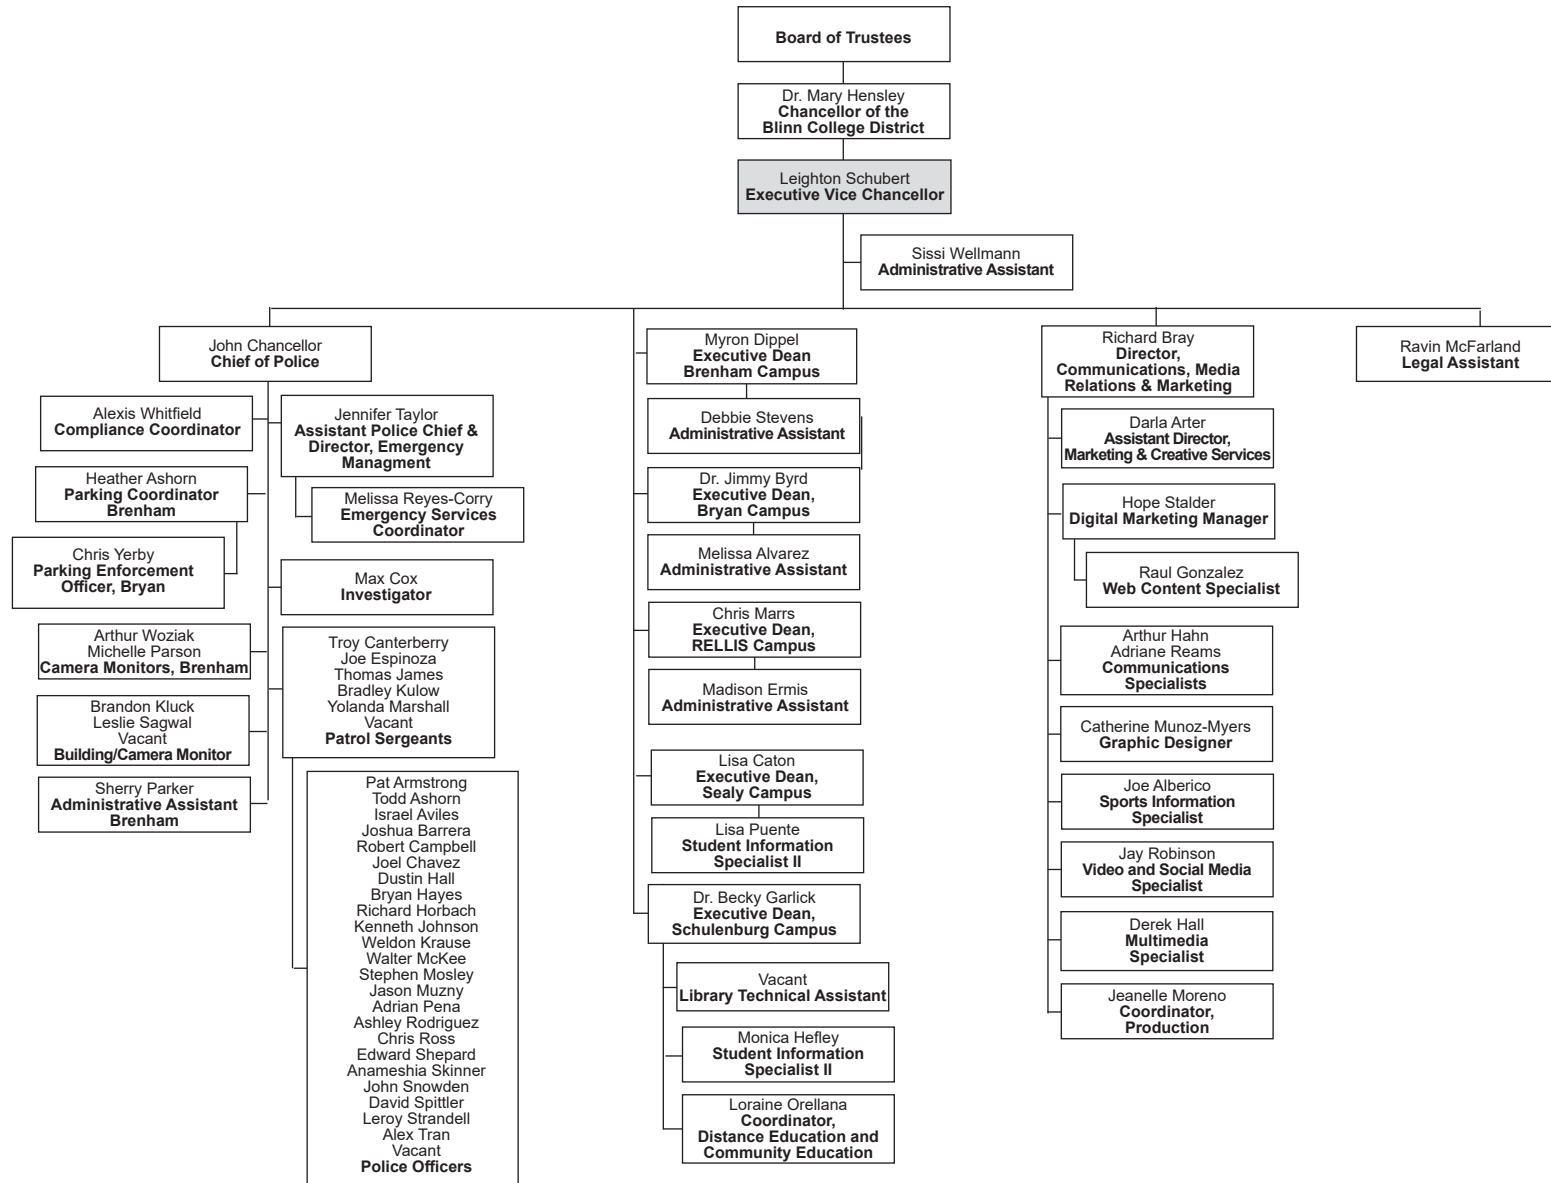 Board of Trustees
Dr. Mary Hensley
Chancellor of the
Blinn College District
Leighton Schubert
Executive Vice Chancellor
Sissi Wellmann
Administrative Assistant
John Chancellor
Chief of Police
Alexis Whitfield
Compliance Coordinator
Jennifer Taylor
Assistant Police Chief &
Director, Emergency
Managment
Heather Ashorn
Parking Coordinator
Brenham
Melissa Reyes-Corry
Emergency Services
Coordinator
Chris Yerby
Parking Enforcement
Officer, Bryan
Max Cox
Investigator
Arthur Woziak
Michelle Parson
Camera Monitors, Brenham
Troy Canterberry
Joe Espinoza
Thomas James
Bradley Kulow
Yolanda Marshall
Vacant
Patrol Sergeants
Brandon Kluck
Leslie Sagwal
Vacant
Building/Camera Monitor
Sherry Parker
Administrative Assistant
Brenham
Pat Armstrong
Todd Ashorn
Israel Aviles
Joshua Barrera
Robert Campbell
Joel Chavez
Dustin Hall
Bryan Hayes
Richard Horbach
Kenneth Johnson
Weldon Krause
Walter McKee
Stephen Mosley
Jason Muzny
Adrian Pena
Ashley Rodriguez
Chris Ross
Edward Shepard
Anameshia Skinner
John Snowden
David Spittler
Leroy Strandell
Alex Tran
Vacant
Police Officers
Myron Dippel
Executive Dean
Brenham Campus
Debbie Stevens
Administrative Assistant
Dr. Jimmy Byrd
Executive Dean,
Bryan Campus
Melissa Alvarez
Administrative Assistant
Chris Marrs
Executive Dean,
RELLIS Campus
Madison Ermis
Administrative Assistant
Lisa Caton
Executive Dean,
Sealy Campus
Lisa Puente
Student Information
Specialist II
Dr. Becky Garlick
Executive Dean,
Schulenburg Campus
Vacant
Library Technical Assistant
Monica Hefley
Student Information
Specialist II
Loraine Orellana
Coordinator,
Distance Education and
Community Education
Richard Bray
Director,
Communications, Media
Relations & Marketing
Darla Arter
Assistant Director,
Marketing & Creative Services
Hope Stalder
Digital Marketing Manager
Raul Gonzalez
Web Content Specialist
Arthur Hahn
Adriane Reams
Communications
Specialists
Catherine Munoz-Myers
Graphic Designer
Joe Alberico
Sports Information
Specialist
Jay Robinson
Video and Social Media
Specialist
Derek Hall
Multimedia
Specialist
Jeanelle Moreno
Coordinator,
Production
Ravin McFarland
Legal Assistant